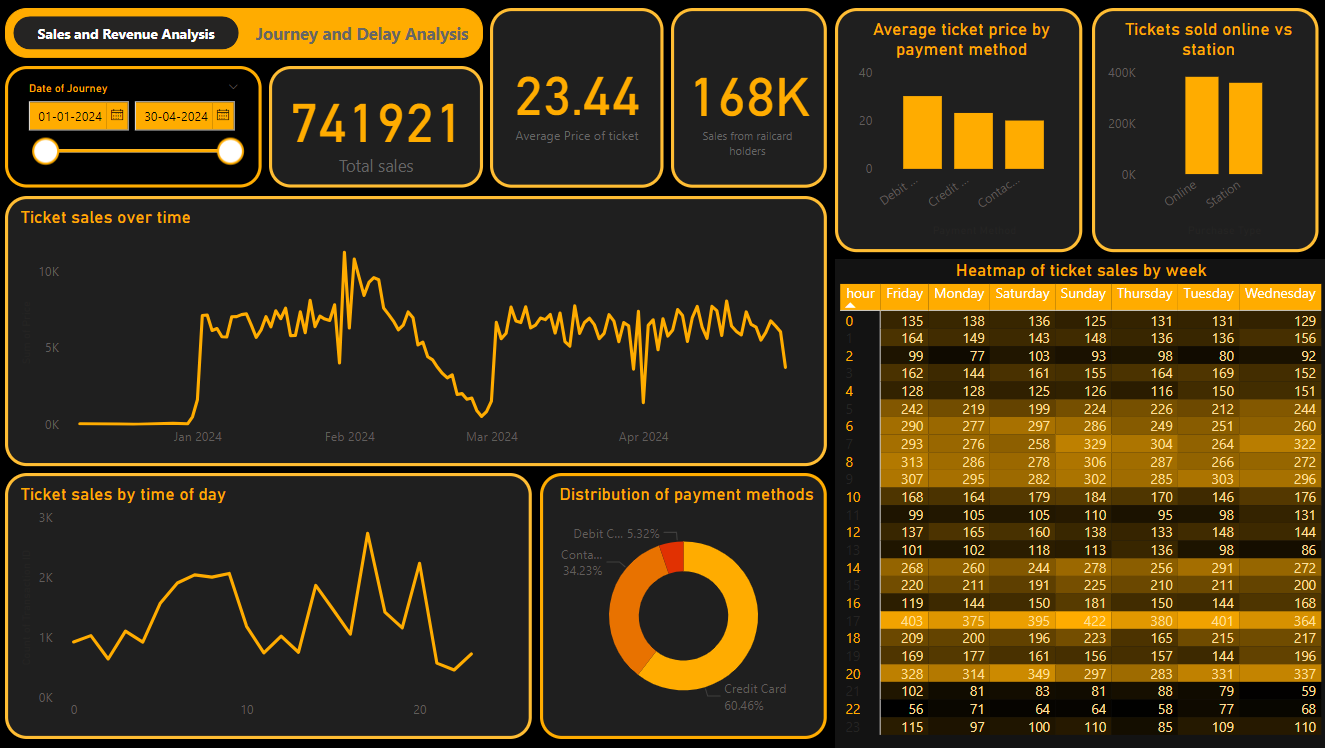 Sales and Revenue Analysis
Journey and Delay Analysis
Date of Journey
01-01-2024
30-04-2024
741921
Total sales
23.44
Average Price of ticket
168K
Sales from railcard
holders
Average ticket price by
payment method
40
20
0
Debit ...
Credit ...
Contac...
Tickets sold online vs
station
400K
200K
0K
Online
Station
Ticket sales over time
10K
5K
0K
Jan 2024
Feb 2024
Mar 2024
Apr 2024
Ticket sales by time of day
3K
2K
1K
0K
0
10
20
Distribution of payment methods
Debit C... 5.32%
Conta...
34.23%
Credit Card
60.46%
Heatmap of ticket sales by week
hour Friday Monday Saturday Sunday Thursday Tuesday Wednesday
0 135 138 136 125 131 131 129
1 164 149 143 148 136 136 156
2 99 77 103 93 98 80 92
3 162 144 161 155 164 169 152
4 128 128 125 126 116 150 151
5 242 219 199 224 226 212 244
6 290 277 297 286 249 251 260
7 293 276 258 329 304 264 322
8 313 286 278 306 287 266 272
9 307 295 282 302 285 303 296
10 168 164 179 184 170 146 176
11 99 105 105 110 95 98 131
12 137 165 160 138 133 148 144
13 101 102 118 113 136 98 86
14 268 260 244 278 256 291 272
15 220 211 191 225 210 211 200
16 119 144 150 181 150 144 168
17 403 375 395 422 380 401 364
18 209 200 196 223 165 215 217
19 169 177 161 156 157 144 196
20 328 314 349 297 283 331 337
21 102 81 83 81 88 79 59
22 56 71 64 64 58 77 68
23 115 97 100 110 85 109 110